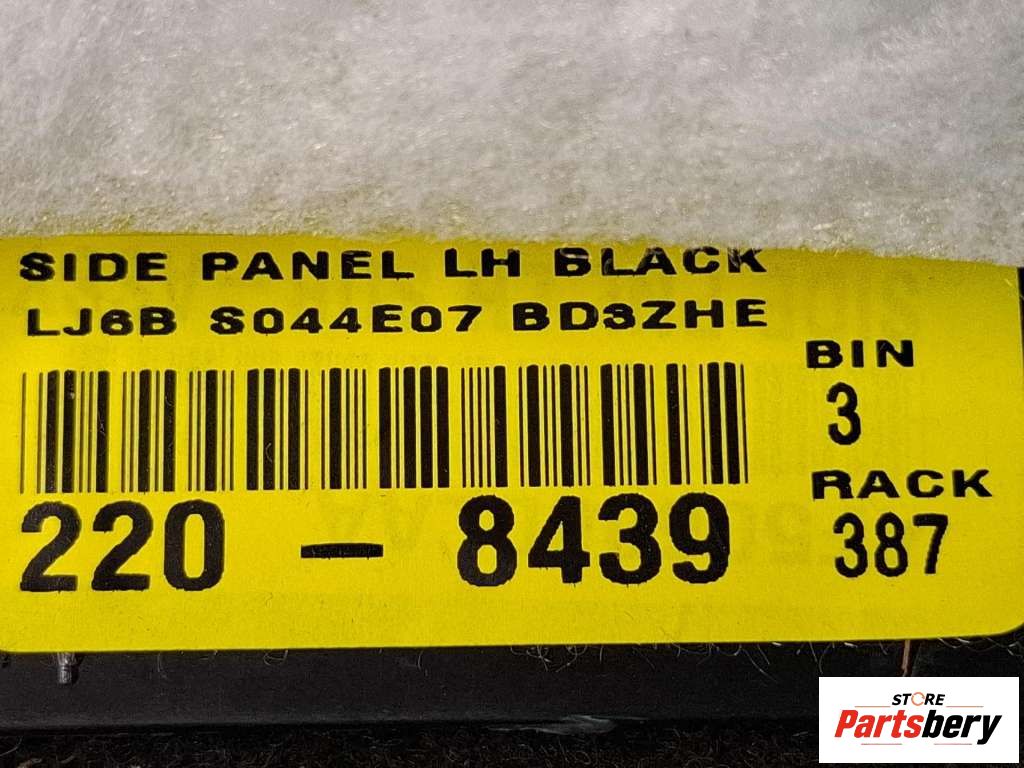 SIDE PANEL LH BLACK
LJ6B S044E07 BD3ZHE
BIN
3
RACK
387
220 - 8439
STORE
Partsbery